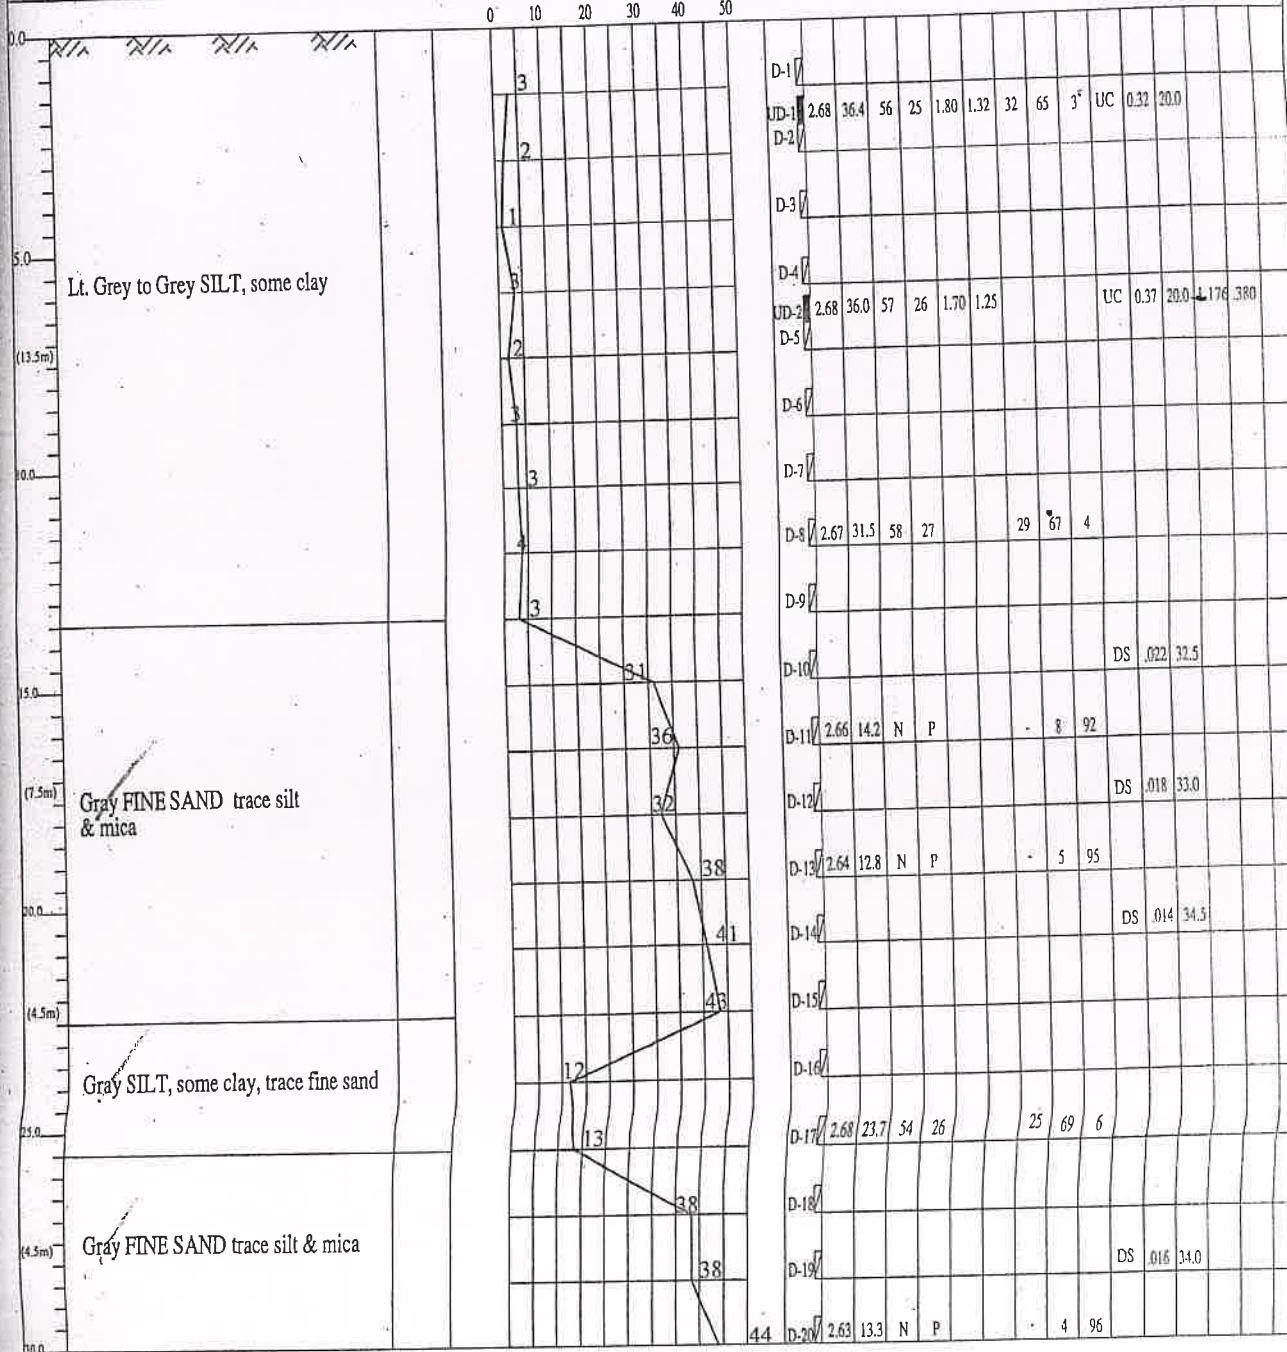 0 10 20 30 40 50
0.0
3
D-1
UD-1 2.68 36.4 56 25 1.80 1.32 32 65 3 UC 0.32 20.0
D-2
2
D-3
1
5.0
D-4
Lt. Grey to Grey SILT, some clay
3
UD-2 2.68 36.0 57 26 1.70 1.25 UC 0.37 20.0 1.176 .380
D-5
(13.5m)
2
D-6
3
10.0
D-7
3
D-8 2.67 31.5 58 27 29 67 4
4
D-9
3
D-10 DS .022 32.5
31
15.0
D-11 2.66 14.2 N P - 8 92
36
(7.5m)
Gray FINE SAND trace silt
& mica
32
D-12 DS .018 33.0
D-13 2.64 12.8 N P - 5 95
38
20.0
D-14 DS .014 34.5
41
D-15
43
(4.5m)
D-16
12
Gray SILT, some clay, trace fine sand
25.0
D-17 2.68 23.7 54 26 25 69 6
13
D-18
38
(4.5m)
Gray FINE SAND trace silt & mica
D-19 DS .016 34.0
38
44 D-20 2.63 13.3 N P - 4 96
30.0